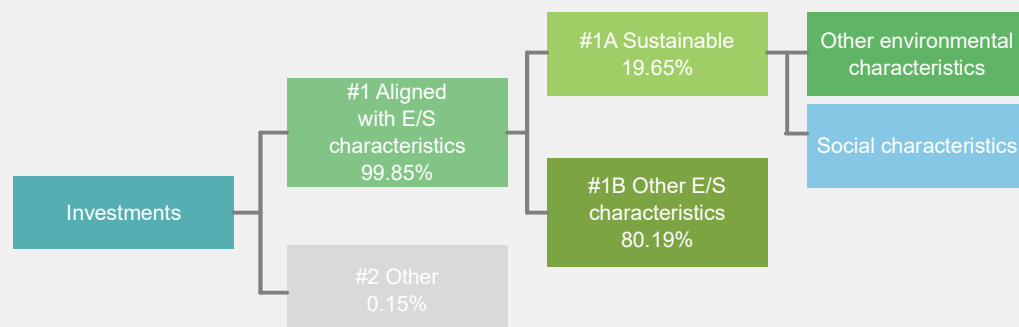 Investments
#1 Aligned
with E/S
characteristics
99.85%
#2 Other
0.15%
#1A Sustainable
19.65%
#1B Other E/S
characteristics
80.19%
Other environmental
characteristics
Social characteristics